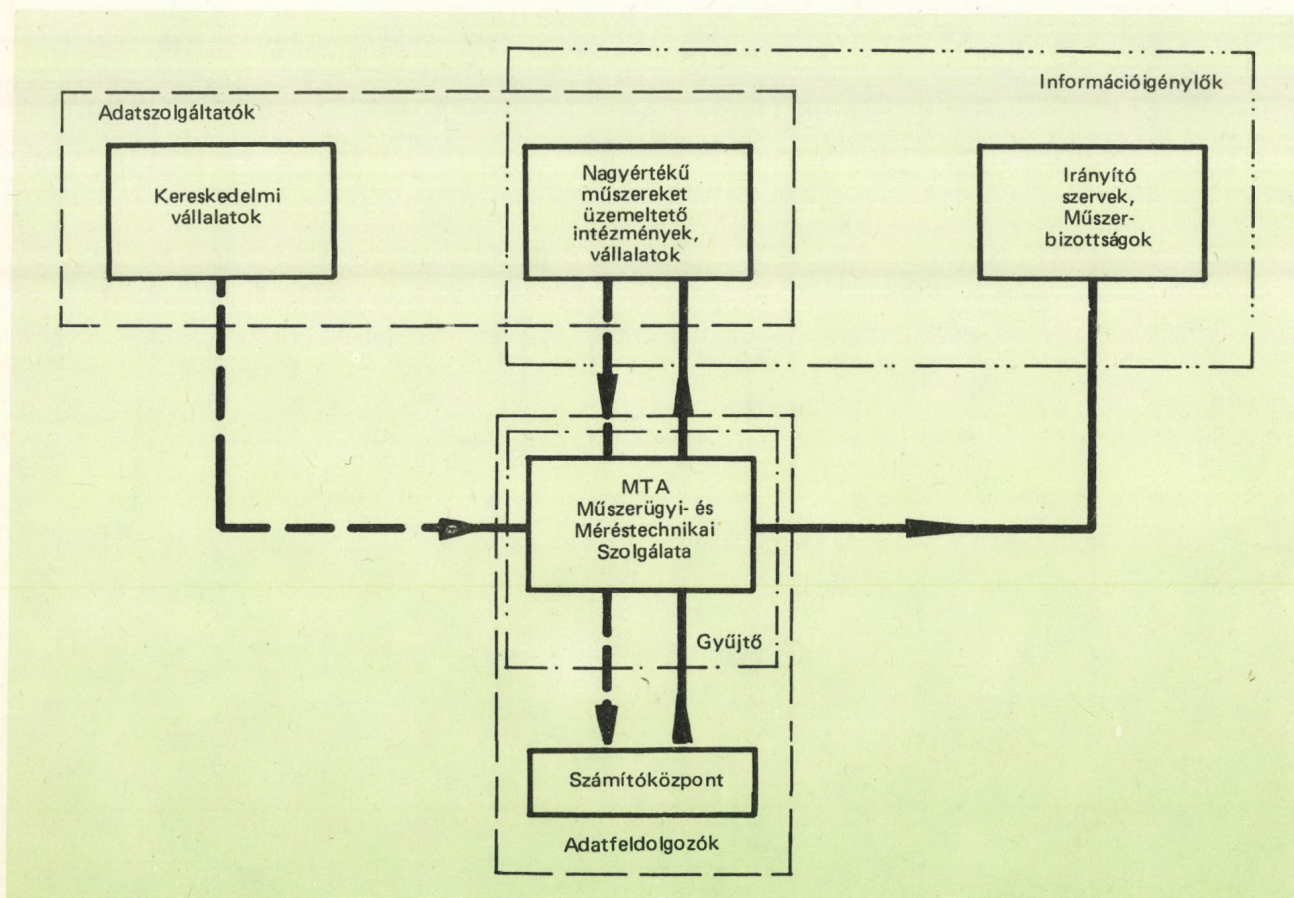 Információigénylők
Adatszolgáltatók
Kereskedelmi
vállalatok
Nagyértékű
műszereket
üzemeltető
intézmények,
vállalatok
Irányító
szervek,
Műszer-
bizottságok
MTA
Műszerügyi- és
Méréstechnikai
Szolgálata
Gyűjtő
Számítóközpont
Adatfeldolgozók